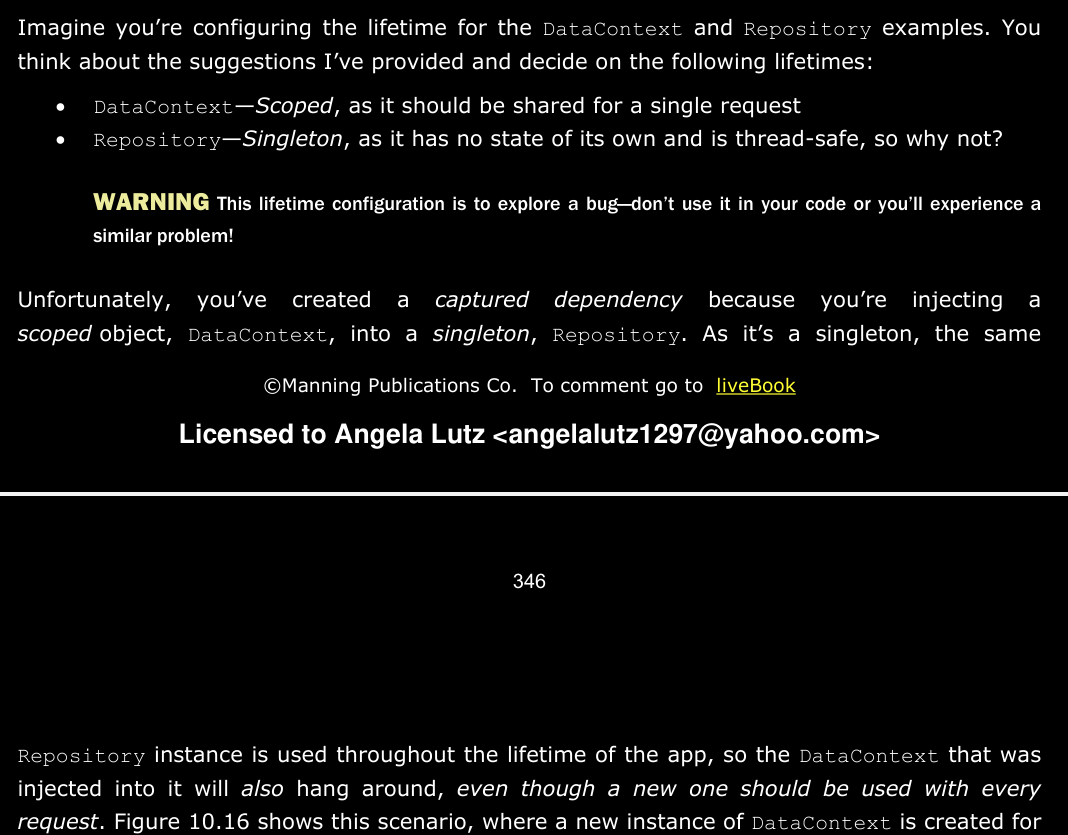 Imagine you’re configuring the lifetime for the DataContext and Repository examples. You
think about the suggestions I’ve provided and decide on the following lifetimes:
• DataContext—Scoped, as it should be shared for a single request
• Repository—Singleton, as it has no state of its own and is thread-safe, so why not?
WARNING This lifetime configuration is to explore a bug—don’t use it in your code or you’ll experience a
similar problem!
Unfortunately, you’ve created a captured dependency because you’re injecting a
scoped object, DataContext, into a singleton, Repository. As it’s a singleton, the same
©Manning Publications Co. To comment go to liveBook
Licensed to Angela Lutz <angelalutz1297@yahoo.com>
346
Repository instance is used throughout the lifetime of the app, so the DataContext that was
injected into it will also hang around, even though a new one should be used with every
request. Figure 10.16 shows this scenario, where a new instance of DataContext is created for